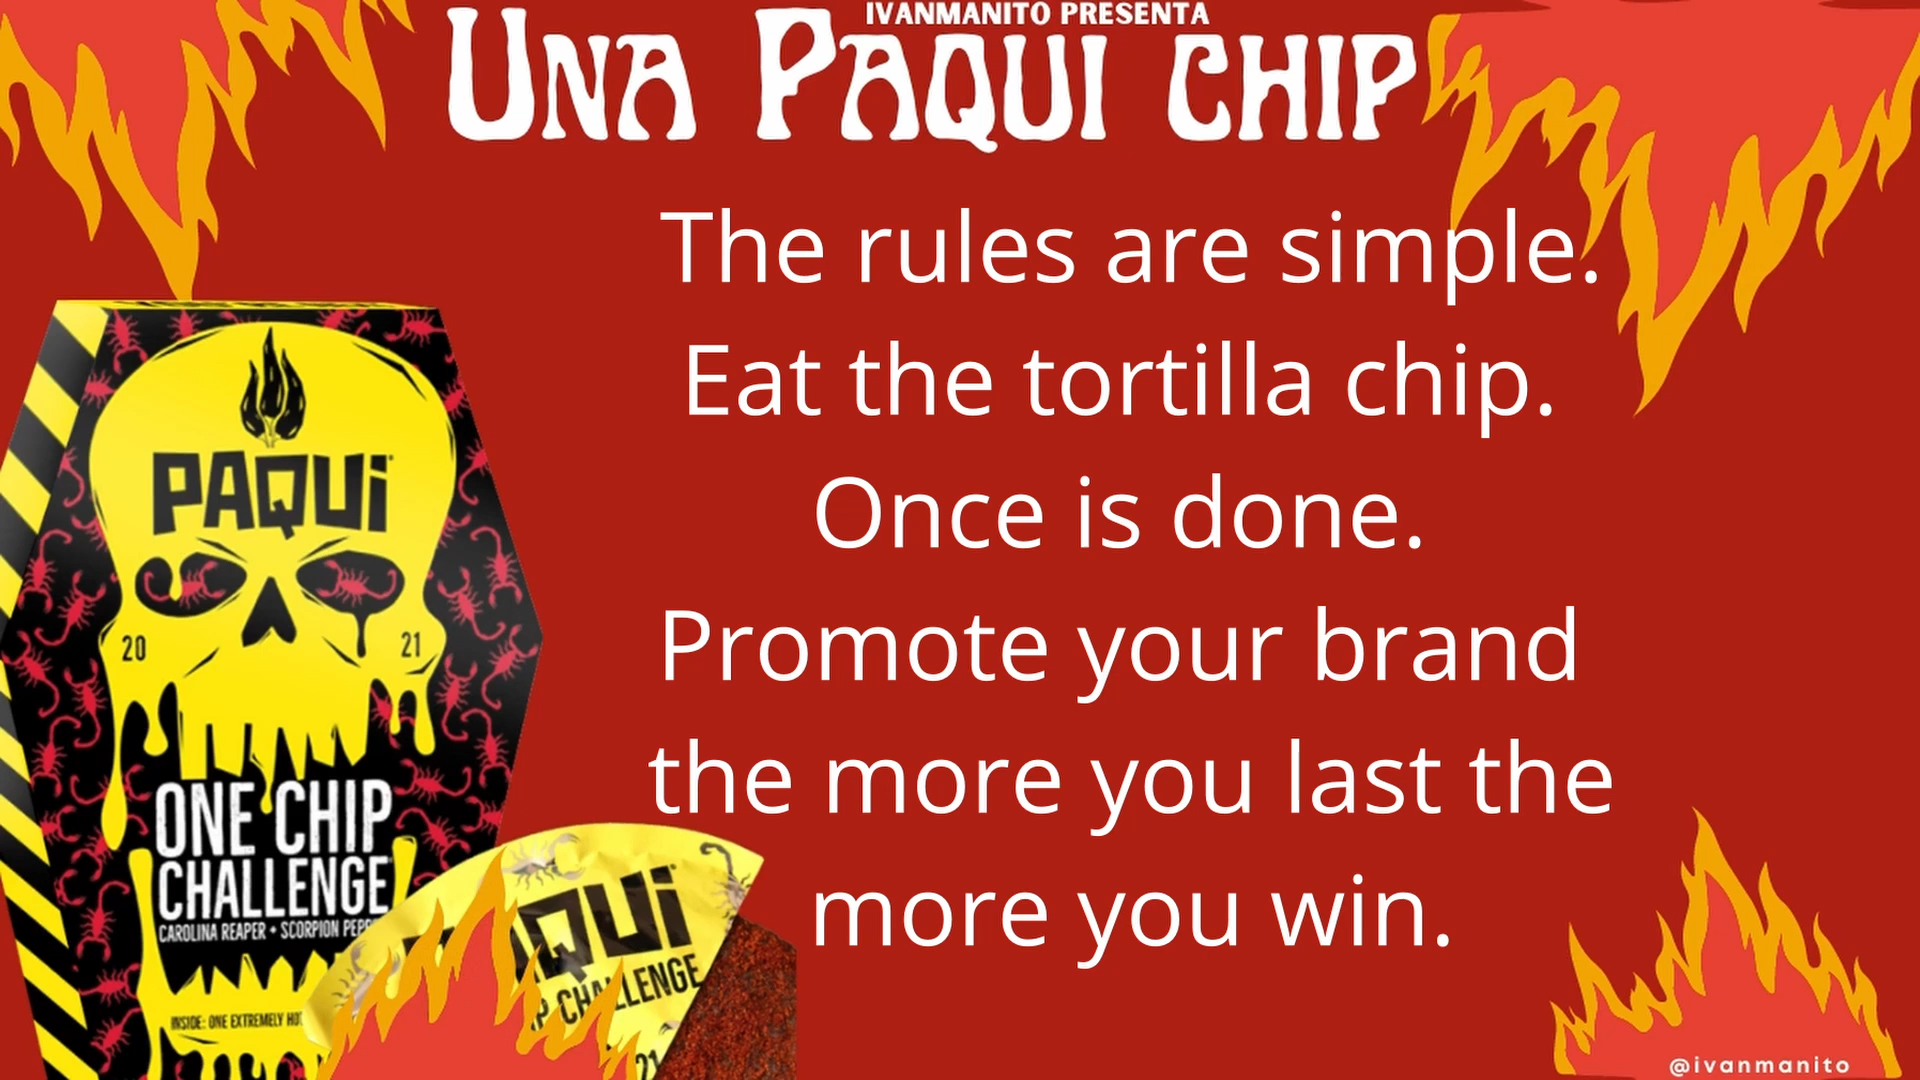 IVANMANITO PRESENTA
UNA PAQUI CHIP
The rules are simple.
Eat the tortilla chip.
Once is done.
Promote your brand
the more you last the
more you win.
PAQUI
20 21
ONE CHIP
CHALLENGE
CAROLINA REAPER • SCORPION
INSIDE: ONE EXTREMELY
CHALLENGE
21
@ivanmanito